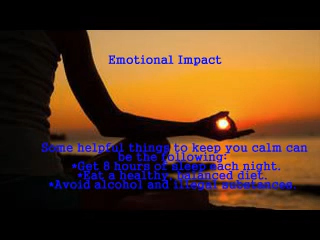 Emotional Impact
Some helpful things to keep you calm can
be the following:
•Get 8 hours of sleep each night.
•Eat a healthy, balanced diet.
•Avoid alcohol and illegal substances.